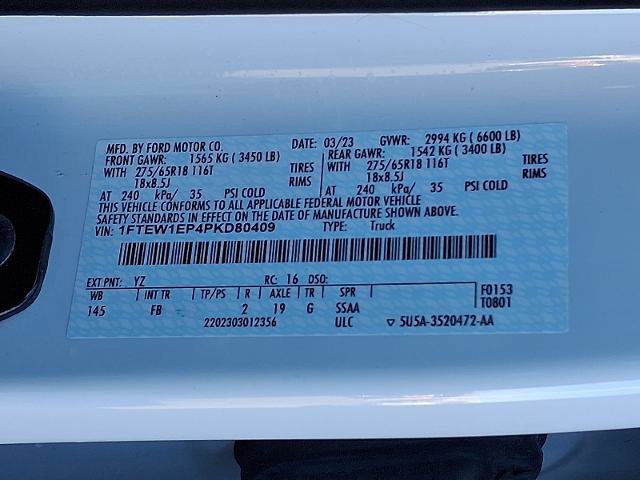 MFD. BY FORD MOTOR CO. DATE: 03/23 GVWR: 2994 KG ( 6600 LB)
FRONT GAWR: 1565 KG ( 3450 LB) REAR GAWR: 1542 KG ( 3400 LB)
WITH 275/65R18 116T TIRES WITH 275/65R18 116T TIRES
18x8.5J RIMS 18x8.5J RIMS
AT 240 kPa/ 35 PSI COLD AT 240 kPa/ 35 PSI COLD
THIS VEHICLE CONFORMS TO ALL APPLICABLE FEDERAL MOTOR VEHICLE
SAFETY STANDARDS IN EFFECT ON THE DATE OF MANUFACTURE SHOWN ABOVE.
VIN: 1FTEW1EP4PKD80409 TYPE: Truck
EXT PNT: YZ RC: 16 DSO: F0153
WB INT TR TP/PS R AXLE TR SPR T0801
145 FB 2 19 G SSAA
2202303012356 ULC ▽ 5U5A-3520472-AA